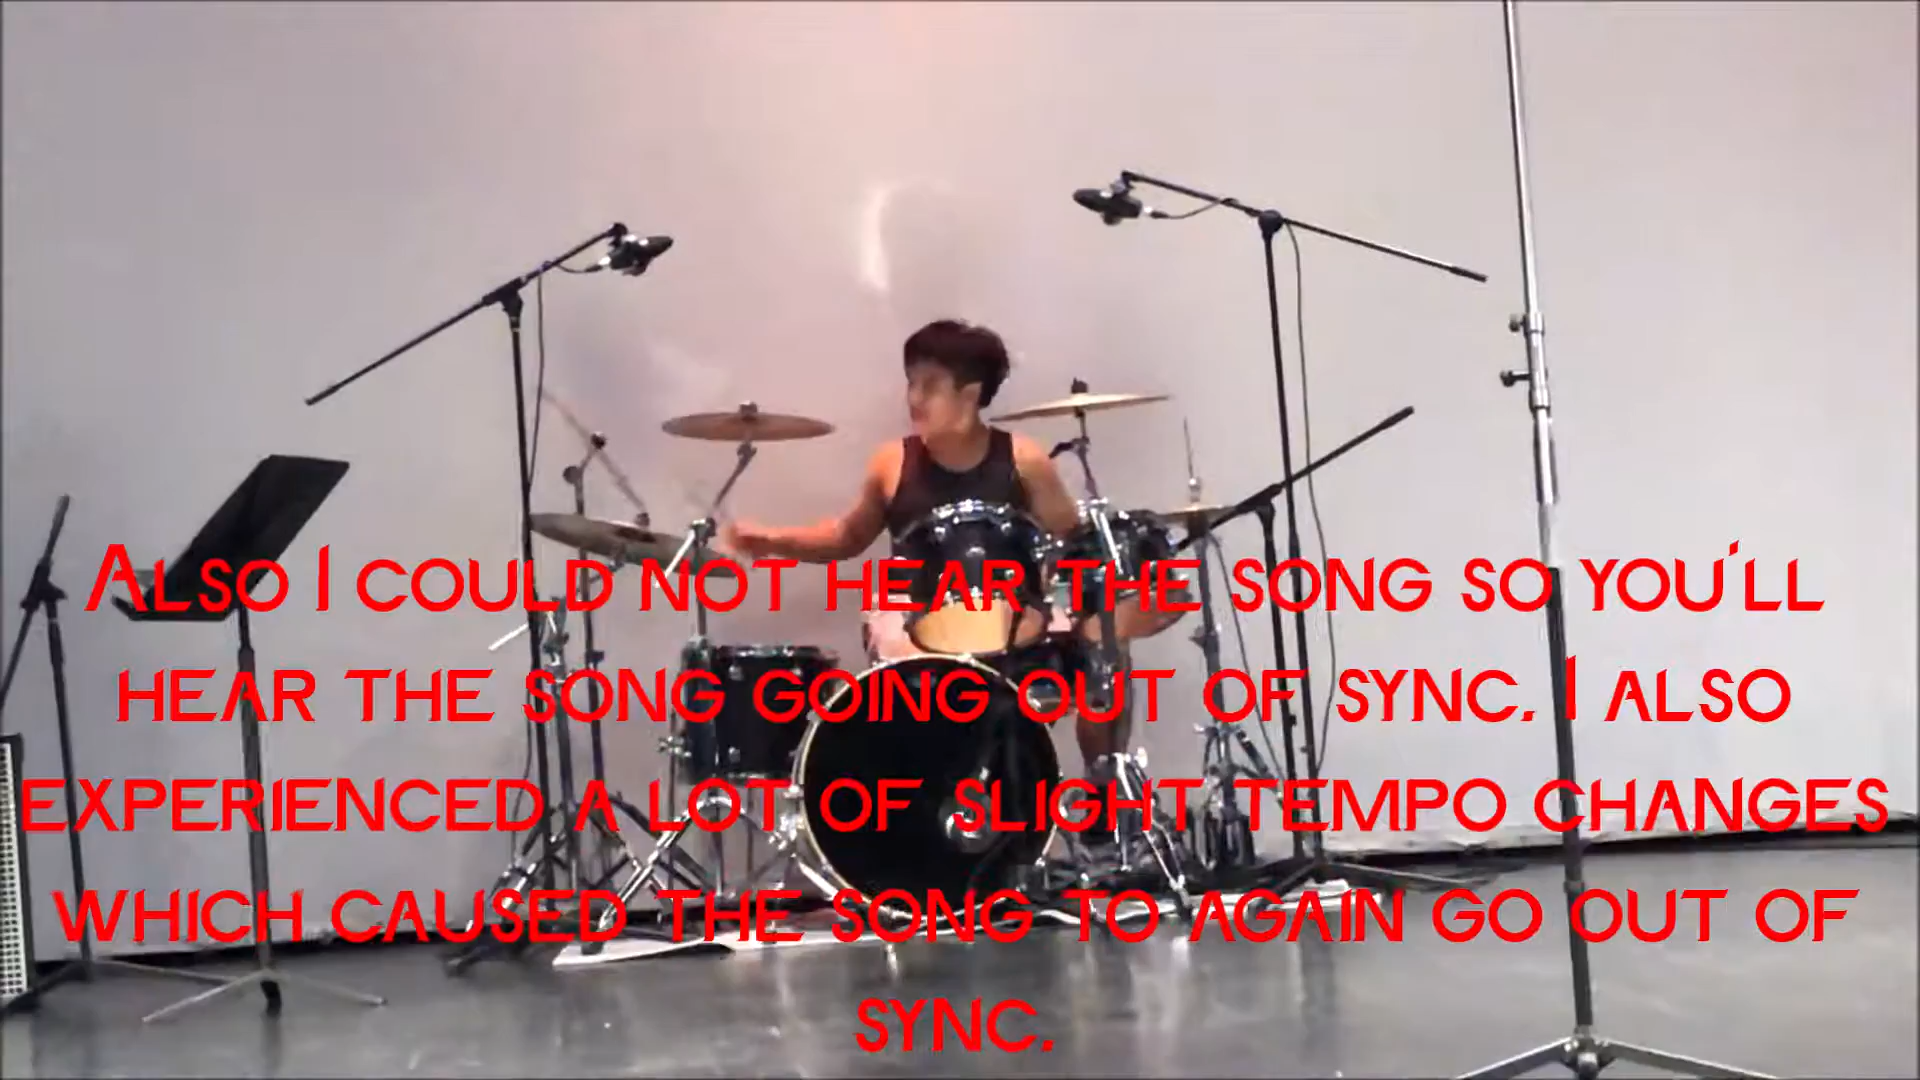 Also I could not hear the song so you'll
hear the song going out of sync. I also
experienced a lot of slight tempo changes
which caused the song to again go out of
sync.